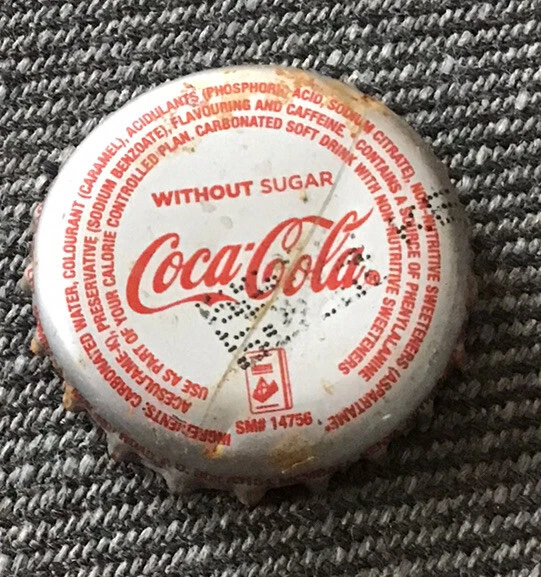 WITHOUT SUGAR
Coca-Cola
SM# 14756
INGREDIENTS: CARBONATED WATER, COLOURANT (CARAMEL), ACIDULANTS (PHOSPHORIC ACID, SODIUM CITRATE), NON-NUTRITIVE SWEETENERS (ASPARTAME*,
ACESULFAME-K), PRESERVATIVE (SODIUM BENZOATE), FLAVOURING AND CAFFEINE. * CONTAINS A SOURCE OF PHENYLALANINE
USE AS PART OF YOUR CALORIE CONTROLLED PLAN. CARBONATED SOFT DRINK WITH NON-NUTRITIVE SWEETENERS